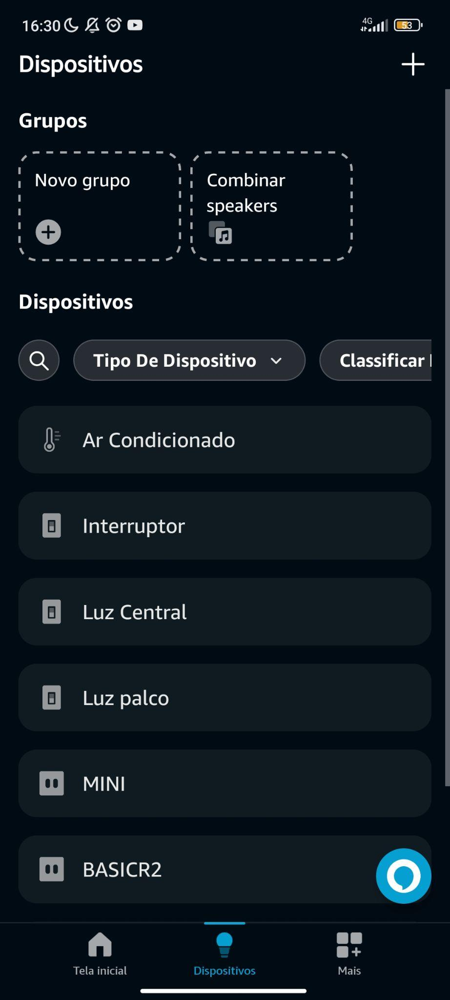 16:30
4G
53
Dispositivos
Grupos
Novo grupo
Combinar
speakers
Dispositivos
Tipo De Dispositivo
Classificar
Ar Condicionado
Interruptor
Luz Central
Luz palco
MINI
BASICR2
Tela inicial
Dispositivos
Mais